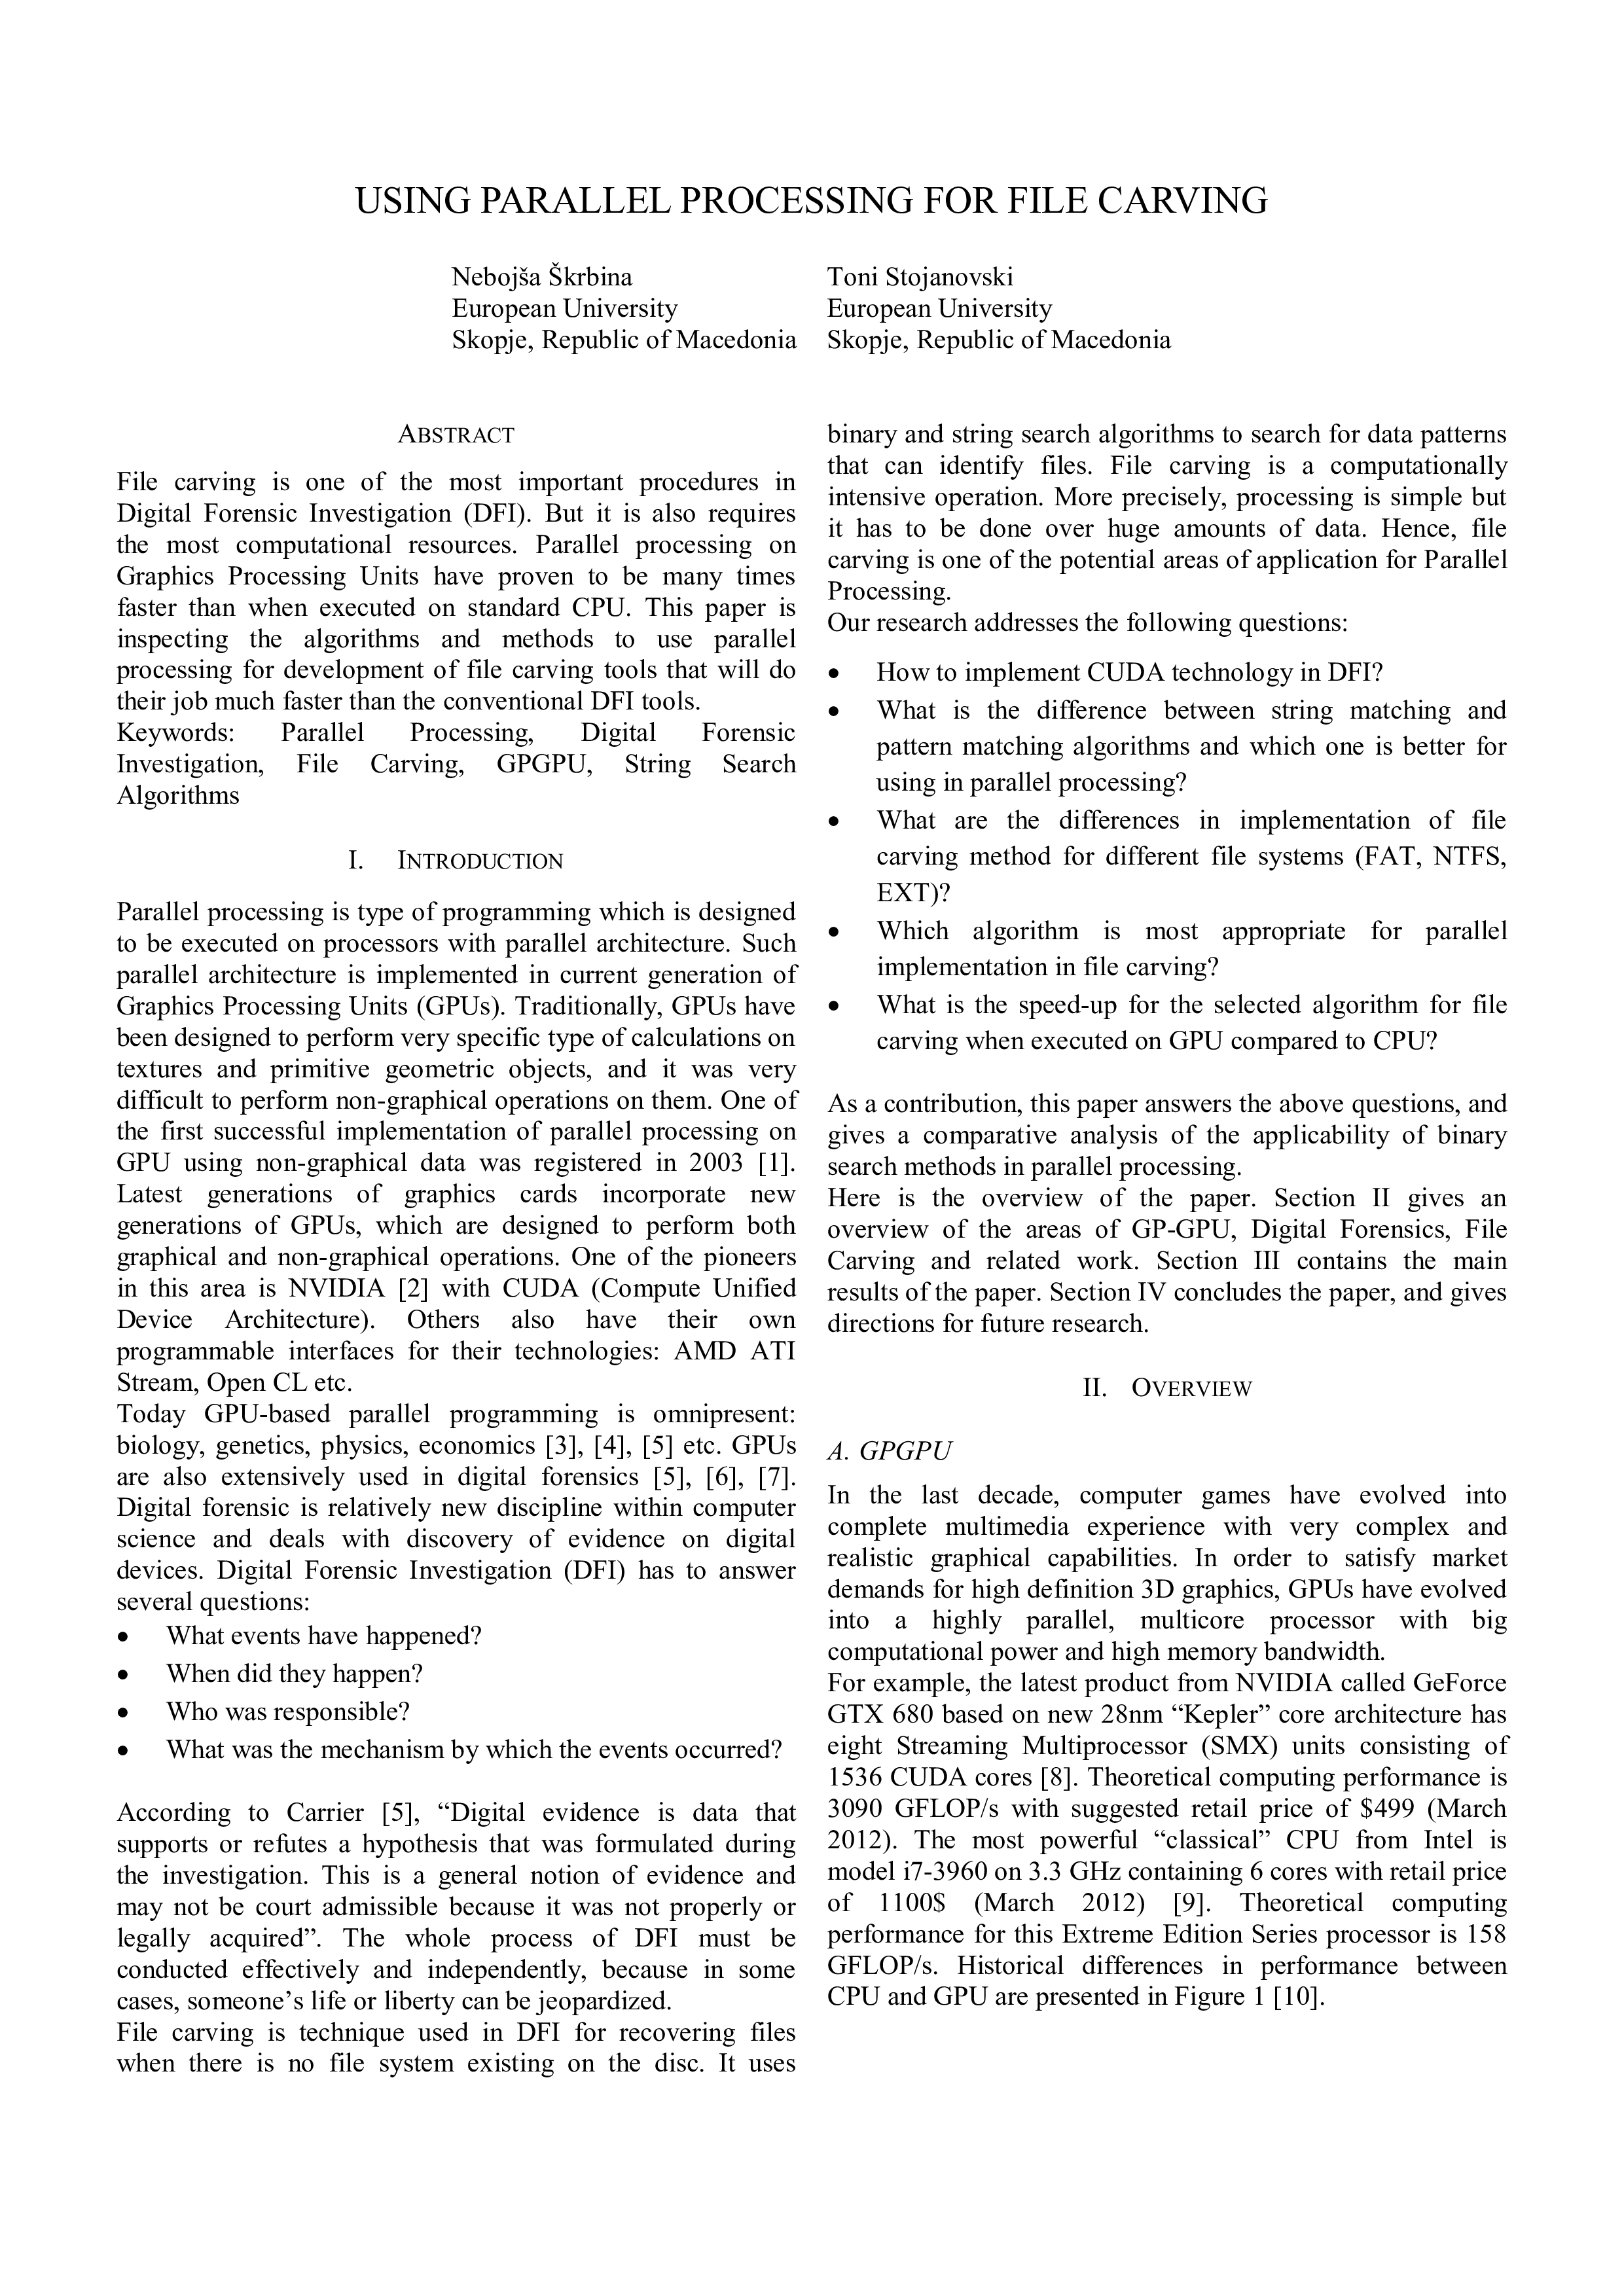 USING PARALLEL PROCESSING FOR FILE CARVING
Nebojša Škrbina
European University
Skopje, Republic of Macedonia
Toni Stojanovski
European University
Skopje, Republic of Macedonia
ABSTRACT
File carving is one of the most important procedures in
Digital Forensic Investigation (DFI). But it is also requires
the most computational resources. Parallel processing on
Graphics Processing Units have proven to be many times
faster than when executed on standard CPU. This paper is
inspecting the algorithms and methods to use parallel
processing for development of file carving tools that will do
their job much faster than the conventional DFI tools.
Keywords: Parallel Processing, Digital Forensic
Investigation, File Carving, GPGPU, String Search
Algorithms
I. INTRODUCTION
Parallel processing is type of programming which is designed
to be executed on processors with parallel architecture. Such
parallel architecture is implemented in current generation of
Graphics Processing Units (GPUs). Traditionally, GPUs have
been designed to perform very specific type of calculations on
textures and primitive geometric objects, and it was very
difficult to perform non-graphical operations on them. One of
the first successful implementation of parallel processing on
GPU using non-graphical data was registered in 2003 [1].
Latest generations of graphics cards incorporate new
generations of GPUs, which are designed to perform both
graphical and non-graphical operations. One of the pioneers
in this area is NVIDIA [2] with CUDA (Compute Unified
Device Architecture). Others also have their own
programmable interfaces for their technologies: AMD ATI
Stream, Open CL etc.
Today GPU-based parallel programming is omnipresent:
biology, genetics, physics, economics [3], [4], [5] etc. GPUs
are also extensively used in digital forensics [5], [6], [7].
Digital forensic is relatively new discipline within computer
science and deals with discovery of evidence on digital
devices. Digital Forensic Investigation (DFI) has to answer
several questions:
• What events have happened?
• When did they happen?
• Who was responsible?
• What was the mechanism by which the events occurred?
According to Carrier [5], “Digital evidence is data that
supports or refutes a hypothesis that was formulated during
the investigation. This is a general notion of evidence and
may not be court admissible because it was not properly or
legally acquired”. The whole process of DFI must be
conducted effectively and independently, because in some
cases, someone’s life or liberty can be jeopardized.
File carving is technique used in DFI for recovering files
when there is no file system existing on the disc. It uses
binary and string search algorithms to search for data patterns
that can identify files. File carving is a computationally
intensive operation. More precisely, processing is simple but
it has to be done over huge amounts of data. Hence, file
carving is one of the potential areas of application for Parallel
Processing.
Our research addresses the following questions:
• How to implement CUDA technology in DFI?
• What is the difference between string matching and
pattern matching algorithms and which one is better for
using in parallel processing?
• What are the differences in implementation of file
carving method for different file systems (FAT, NTFS,
EXT)?
• Which algorithm is most appropriate for parallel
implementation in file carving?
• What is the speed-up for the selected algorithm for file
carving when executed on GPU compared to CPU?
As a contribution, this paper answers the above questions, and
gives a comparative analysis of the applicability of binary
search methods in parallel processing.
Here is the overview of the paper. Section II gives an
overview of the areas of GP-GPU, Digital Forensics, File
Carving and related work. Section III contains the main
results of the paper. Section IV concludes the paper, and gives
directions for future research.
II. OVERVIEW
A. GPGPU
In the last decade, computer games have evolved into
complete multimedia experience with very complex and
realistic graphical capabilities. In order to satisfy market
demands for high definition 3D graphics, GPUs have evolved
into a highly parallel, multicore processor with big
computational power and high memory bandwidth.
For example, the latest product from NVIDIA called GeForce
GTX 680 based on new 28nm “Kepler” core architecture has
eight Streaming Multiprocessor (SMX) units consisting of
1536 CUDA cores [8]. Theoretical computing performance is
3090 GFLOP/s with suggested retail price of $499 (March
2012). The most powerful “classical” CPU from Intel is
model i7-3960 on 3.3 GHz containing 6 cores with retail price
of 1100$ (March 2012) [9]. Theoretical computing
performance for this Extreme Edition Series processor is 158
GFLOP/s. Historical differences in performance between
CPU and GPU are presented in Figure 1 [10].